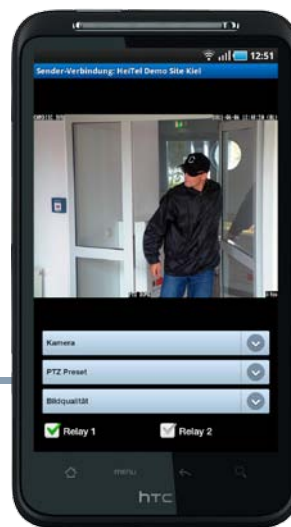 12:51
Sender-Verbindung: HeiTel Demo Site Kiel
Kamera
PTZ Preset
Bildqualität
Relay 1 Relay 2
menu
hTC